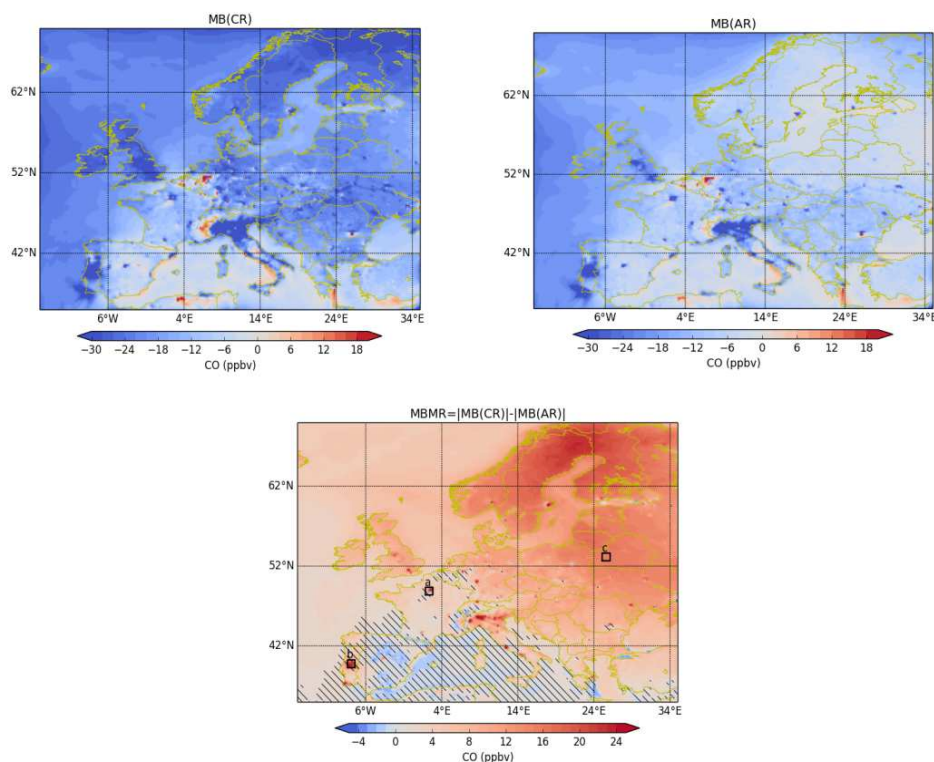 MB(CR)
62°N
52°N
42°N
6°W 4°E 14°E 24°E 34°E
−30 −24 −18 −12 −6 0 6 12 18
CO (ppbv)
MB(AR)
62°N
52°N
42°N
6°W 4°E 14°E 24°E 34°E
−30 −24 −18 −12 −6 0 6 12 18
CO (ppbv)
MBMR=|MB(CR)|-|MB(AR)|
62°N
c
52°N
a
42°N
b
6°W 4°E 14°E 24°E 34°E
−4 0 4 8 12 16 20 24
CO (ppbv)